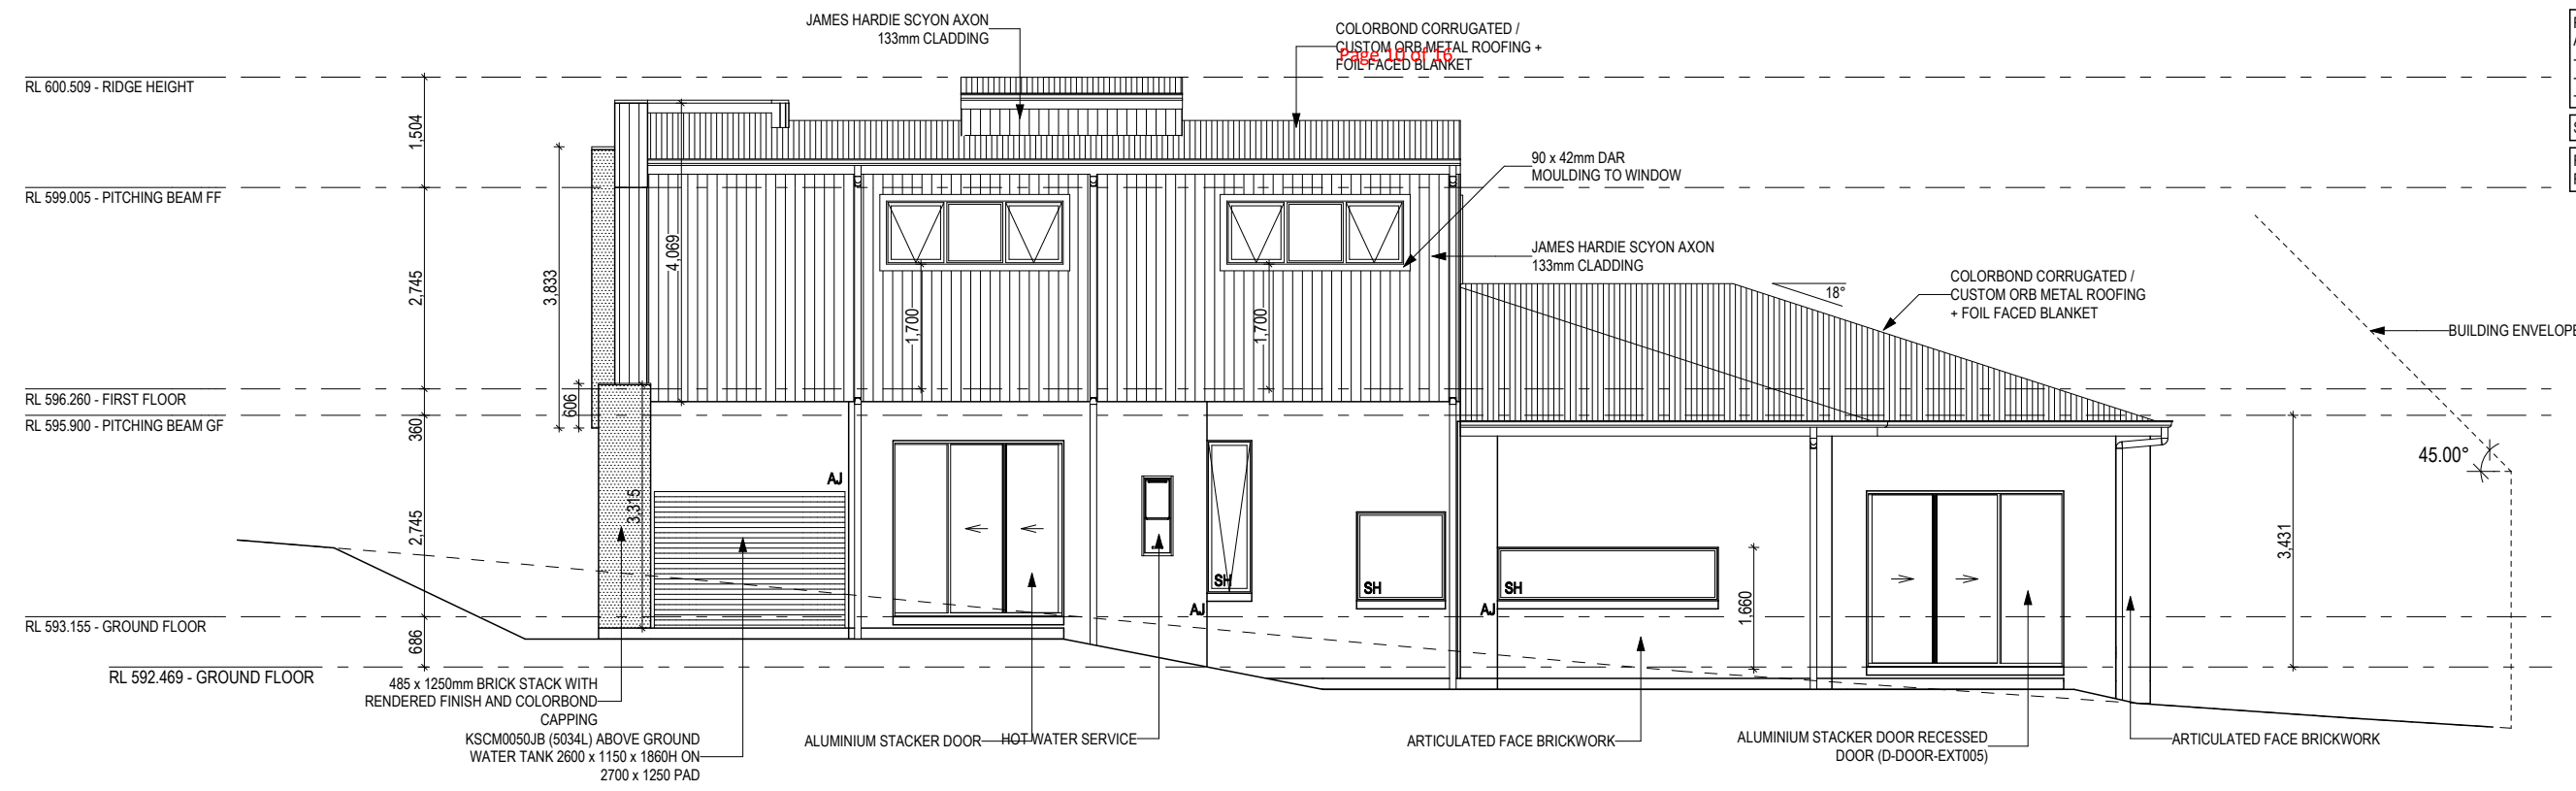 JAMES HARDIE SCYON AXON
133mm CLADDING
COLORBOND CORRUGATED /
CUSTOM ORB METAL ROOFING +
FOIL FACED BLANKET
Page 10 of 16
RL 600.509 - RIDGE HEIGHT
1,504
90 x 42mm DAR
MOULDING TO WINDOW
RL 599.005 - PITCHING BEAM FF
4,069
JAMES HARDIE SCYON AXON
133mm CLADDING
2,745
3,833
COLORBOND CORRUGATED /
CUSTOM ORB METAL ROOFING
+ FOIL FACED BLANKET
18°
1,700
1,700
BUILDING ENVELOPE
RL 596.260 - FIRST FLOOR
606
RL 595.900 - PITCHING BEAM GF
360
45.00°
AJ
3,315
2,745
3,431
SH
SH
SH
AJ
AJ
1,660
RL 593.155 - GROUND FLOOR
686
RL 592.469 - GROUND FLOOR
485 x 1250mm BRICK STACK WITH
RENDERED FINISH AND COLORBOND
CAPPING
KSCM0050JB (5034L) ABOVE GROUND
WATER TANK 2600 x 1150 x 1860H ON
2700 x 1250 PAD
ALUMINIUM STACKER DOOR
HOT WATER SERVICE
ARTICULATED FACE BRICKWORK
ALUMINIUM STACKER DOOR RECESSED
DOOR (D-DOOR-EXT005)
ARTICULATED FACE BRICKWORK